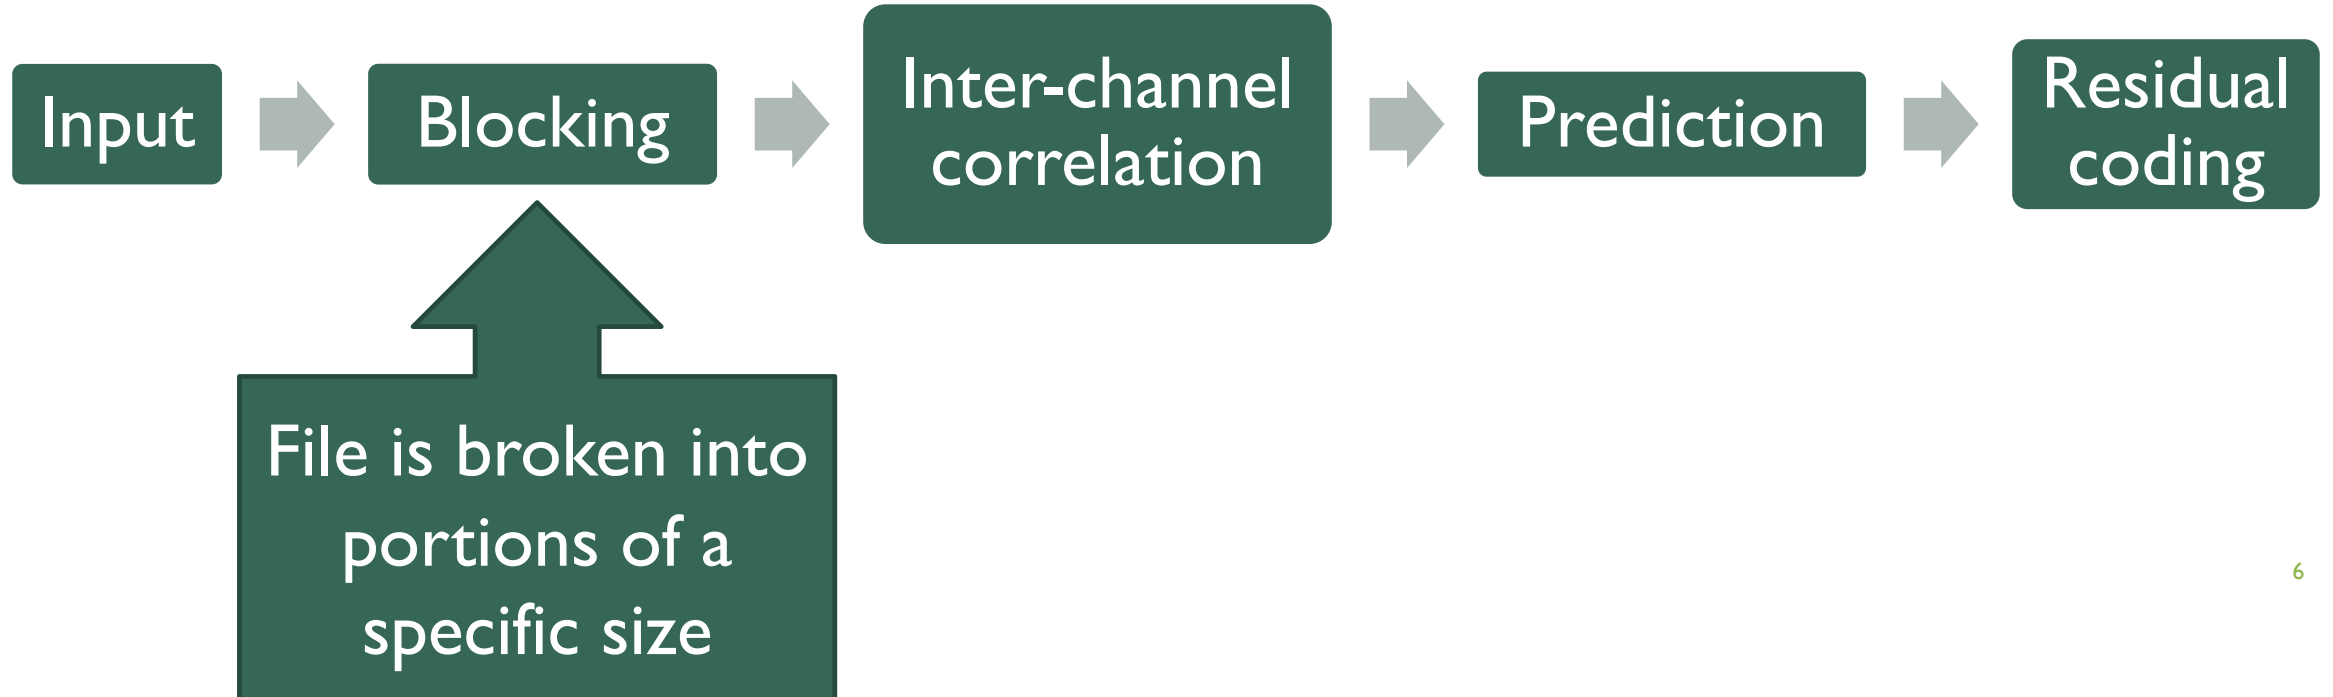 Input
Blocking
Inter-channel
correlation
Prediction
Residual
coding
File is broken into
portions of a
specific size
6